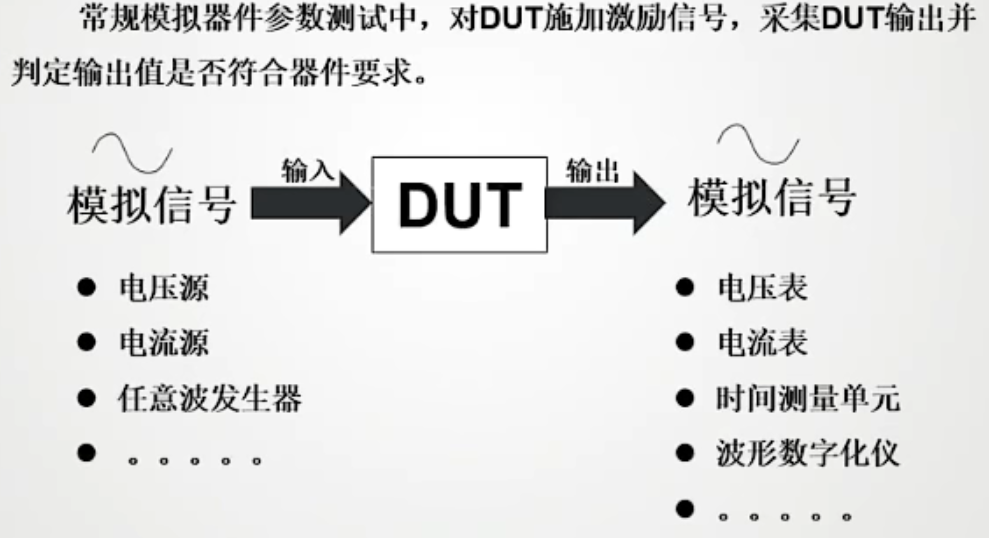 常规模拟器件参数测试中，对DUT施加激励信号，采集DUT输出并
判定输出值是否符合器件要求。
模拟信号
输入
DUT
输出
模拟信号
● 电压源
● 电流源
● 任意波发生器
● 。。。。。
● 电压表
● 电流表
● 时间测量单元
● 波形数字化仪
● 。。。。。